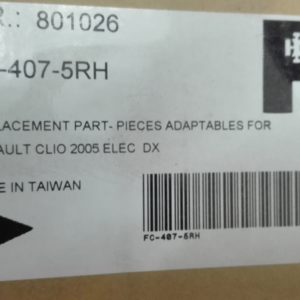 R.: 801026
-407-5RH
LACEMENT PART- PIECES ADAPTABLES FOR
AULT CLIO 2005 ELEC DX
E IN TAIWAN
FC-407-5RH